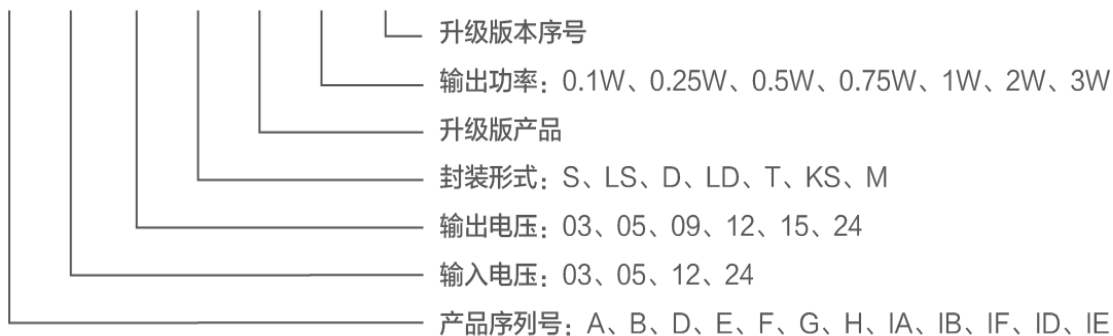 升级版本序号
输出功率：0.1W、0.25W、0.5W、0.75W、1W、2W、3W
升级版产品
封装形式：S、LS、D、LD、T、KS、M
输出电压：03、05、09、12、15、24
输入电压：03、05、12、24
产品序列号：A、B、D、E、F、G、H、IA、IB、IF、ID、IE